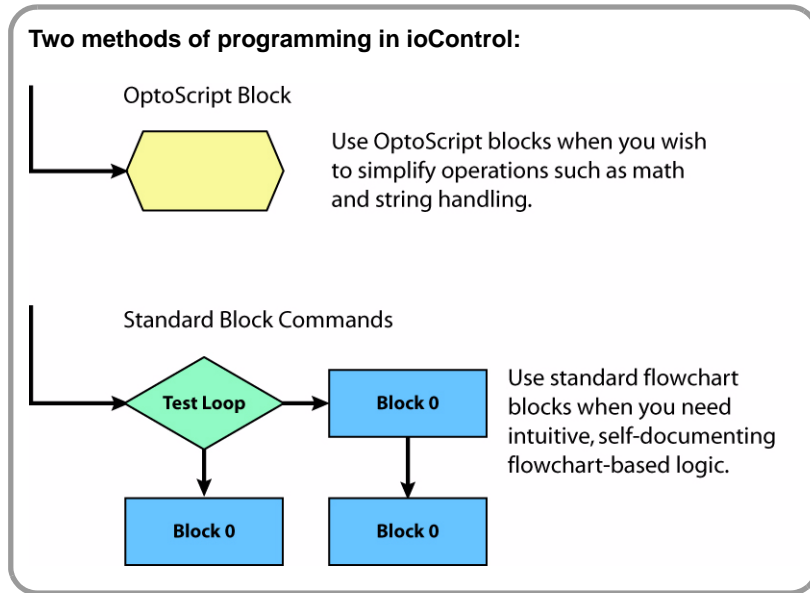 Two methods of programming in ioControl:
OptoScript Block
Use OptoScript blocks when you wish
to simplify operations such as math
and string handling.
Standard Block Commands
Test Loop
Block 0
Use standard flowchart
blocks when you need
intuitive, self-documenting
flowchart-based logic.
Block 0
Block 0